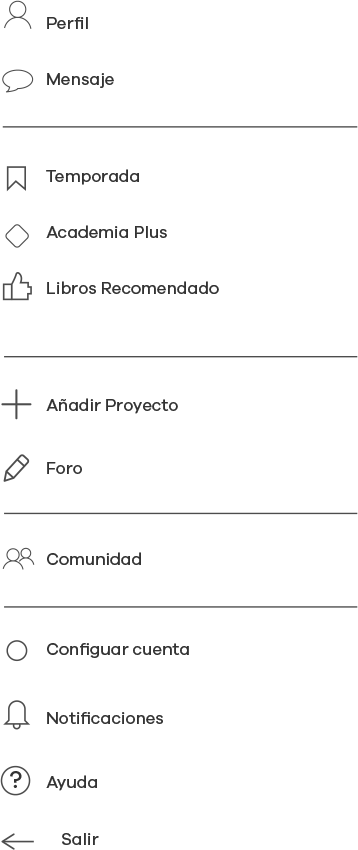 Perfil
Mensaje
Temporada
Academia Plus
Libros Recomendado
Añadir Proyecto
Foro
Comunidad
Configuar cuenta
Notificaciones
?
Ayuda
Salir